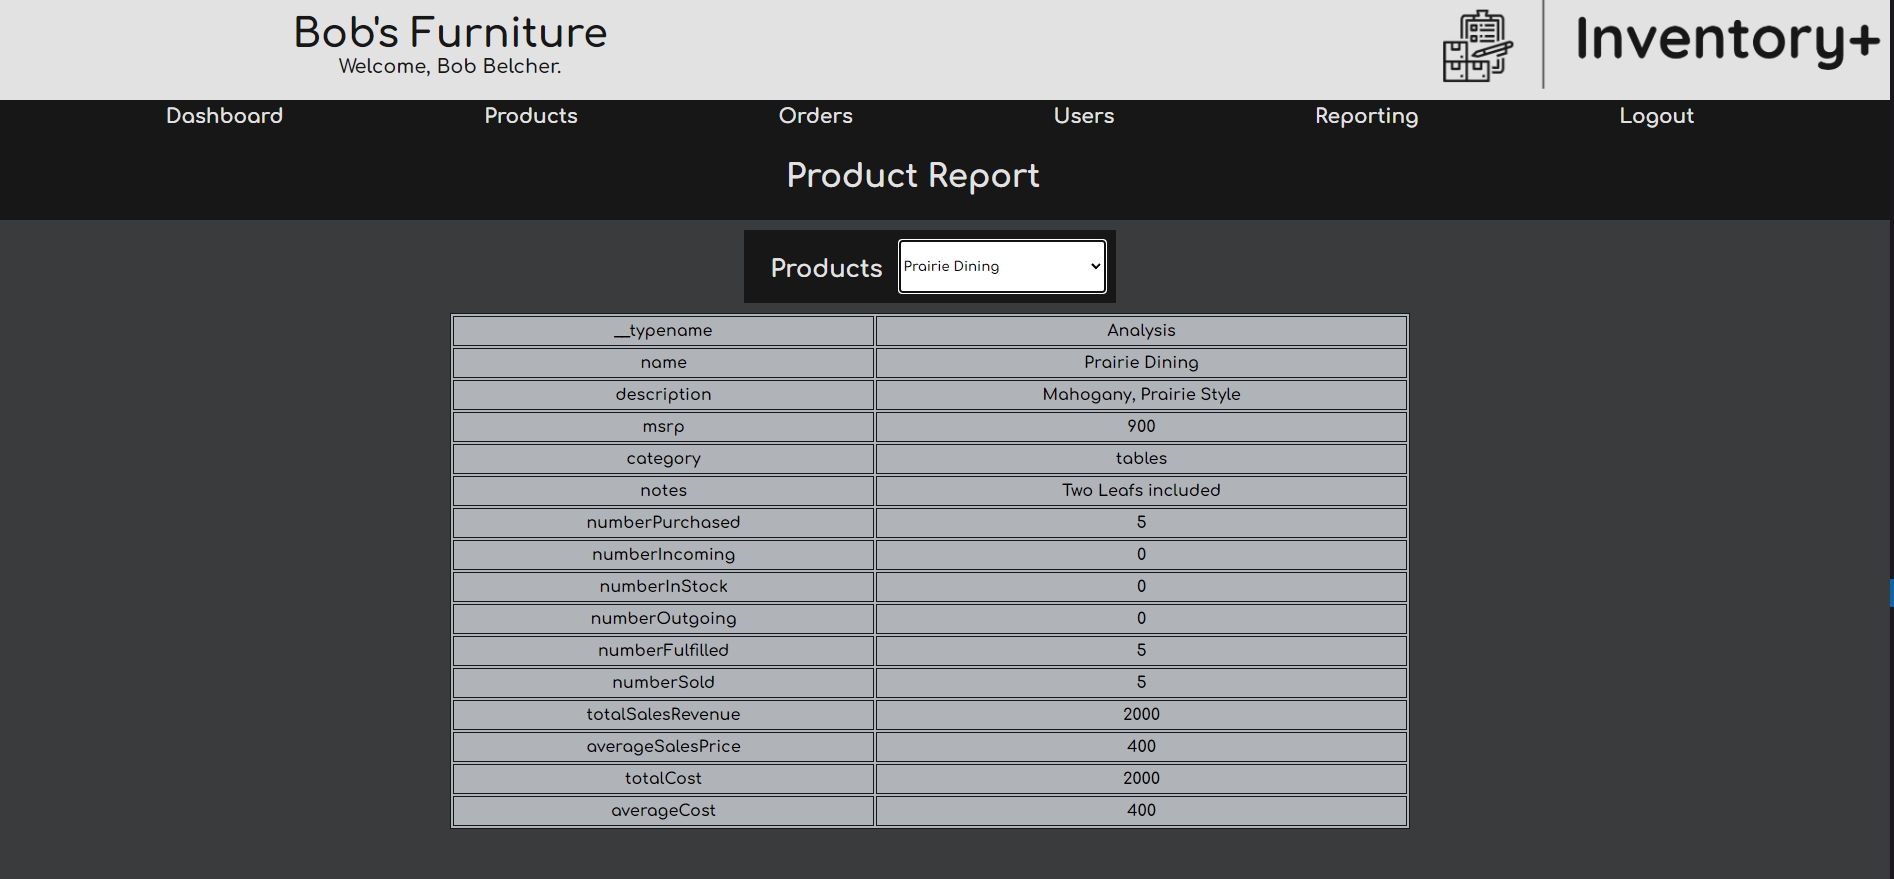 Bob's Furniture
Welcome, Bob Belcher.
Inventory+
Dashboard Products Orders Users Reporting Logout
Product Report
Products Prairie Dining
__typename Analysis
name Prairie Dining
description Mahogany, Prairie Style
msrp 900
category tables
notes Two Leafs included
numberPurchased 5
numberIncoming 0
numberInStock 0
numberOutgoing 0
numberFulfilled 5
numberSold 5
totalSalesRevenue 2000
averageSalesPrice 400
totalCost 2000
averageCost 400